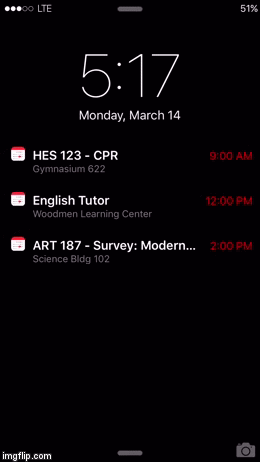 LTE 51%
5:17
Monday, March 14
HES 123 - CPR 9:00 AM
Gymnasium 622
English Tutor 12:00 PM
Woodmen Learning Center
ART 187 - Survey: Modern... 2:00 PM
Science Bldg 102
imgflip.com